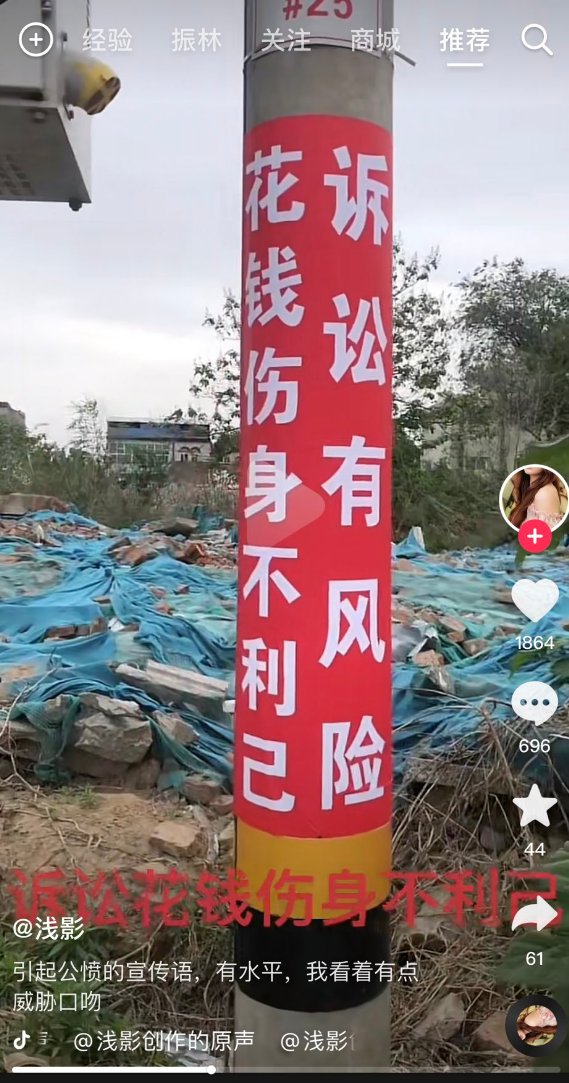 #25
经验 振林 关注 商城 推荐
诉讼有风险
花钱伤身不利己
1864
696
44
61
诉讼花钱伤身不利己
@浅影
引起公愤的宣传语，有水平，我看着有点
威胁口吻
@浅影创作的原声 @浅影